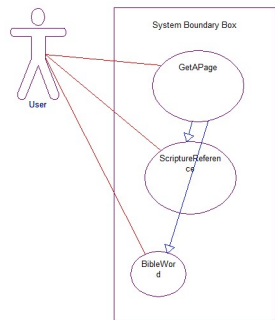 System Boundary Box
GetAPage
User
ScriptureReferen
ce
BibleWor
d